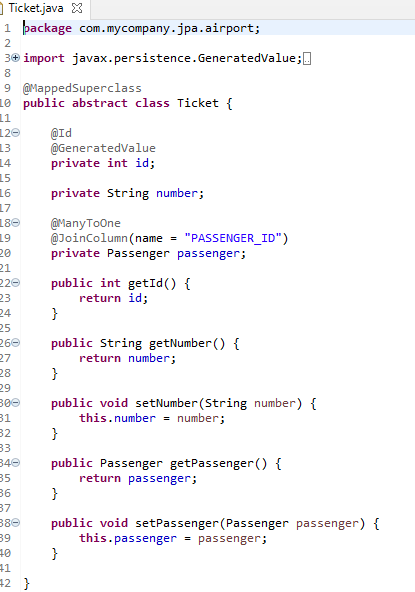 Ticket.java
1 package com.mycompany.jpa.airport;
2
3 import javax.persistence.GeneratedValue;
8
9 @MappedSuperclass
10 public abstract class Ticket {
11
12 @Id
13 @GeneratedValue
14 private int id;
15
16 private String number;
17
18 @ManyToOne
19 @JoinColumn(name = "PASSENGER_ID")
20 private Passenger passenger;
21
22 public int getId() {
23 return id;
24 }
25
26 public String getNumber() {
27 return number;
28 }
29
30 public void setNumber(String number) {
31 this.number = number;
32 }
33
34 public Passenger getPassenger() {
35 return passenger;
36 }
37
38 public void setPassenger(Passenger passenger) {
39 this.passenger = passenger;
40 }
41
42 }